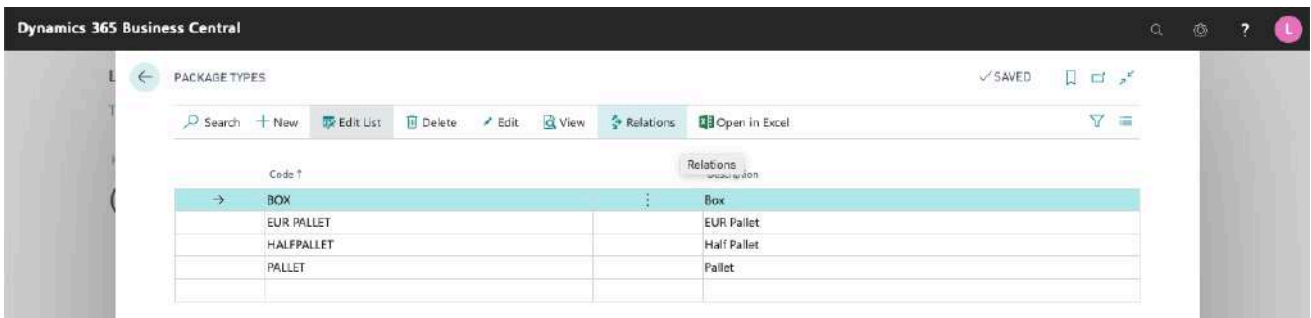 Dynamics 365 Business Central
?
L
L
PACKAGE TYPES
SAVED
T
Search
New
Edit List
Delete
Edit
View
Relations
Open in Excel
Relations
Code ↑
Description
BOX
Box
EUR PALLET
EUR Pallet
HALFPALLET
Half Pallet
PALLET
Pallet